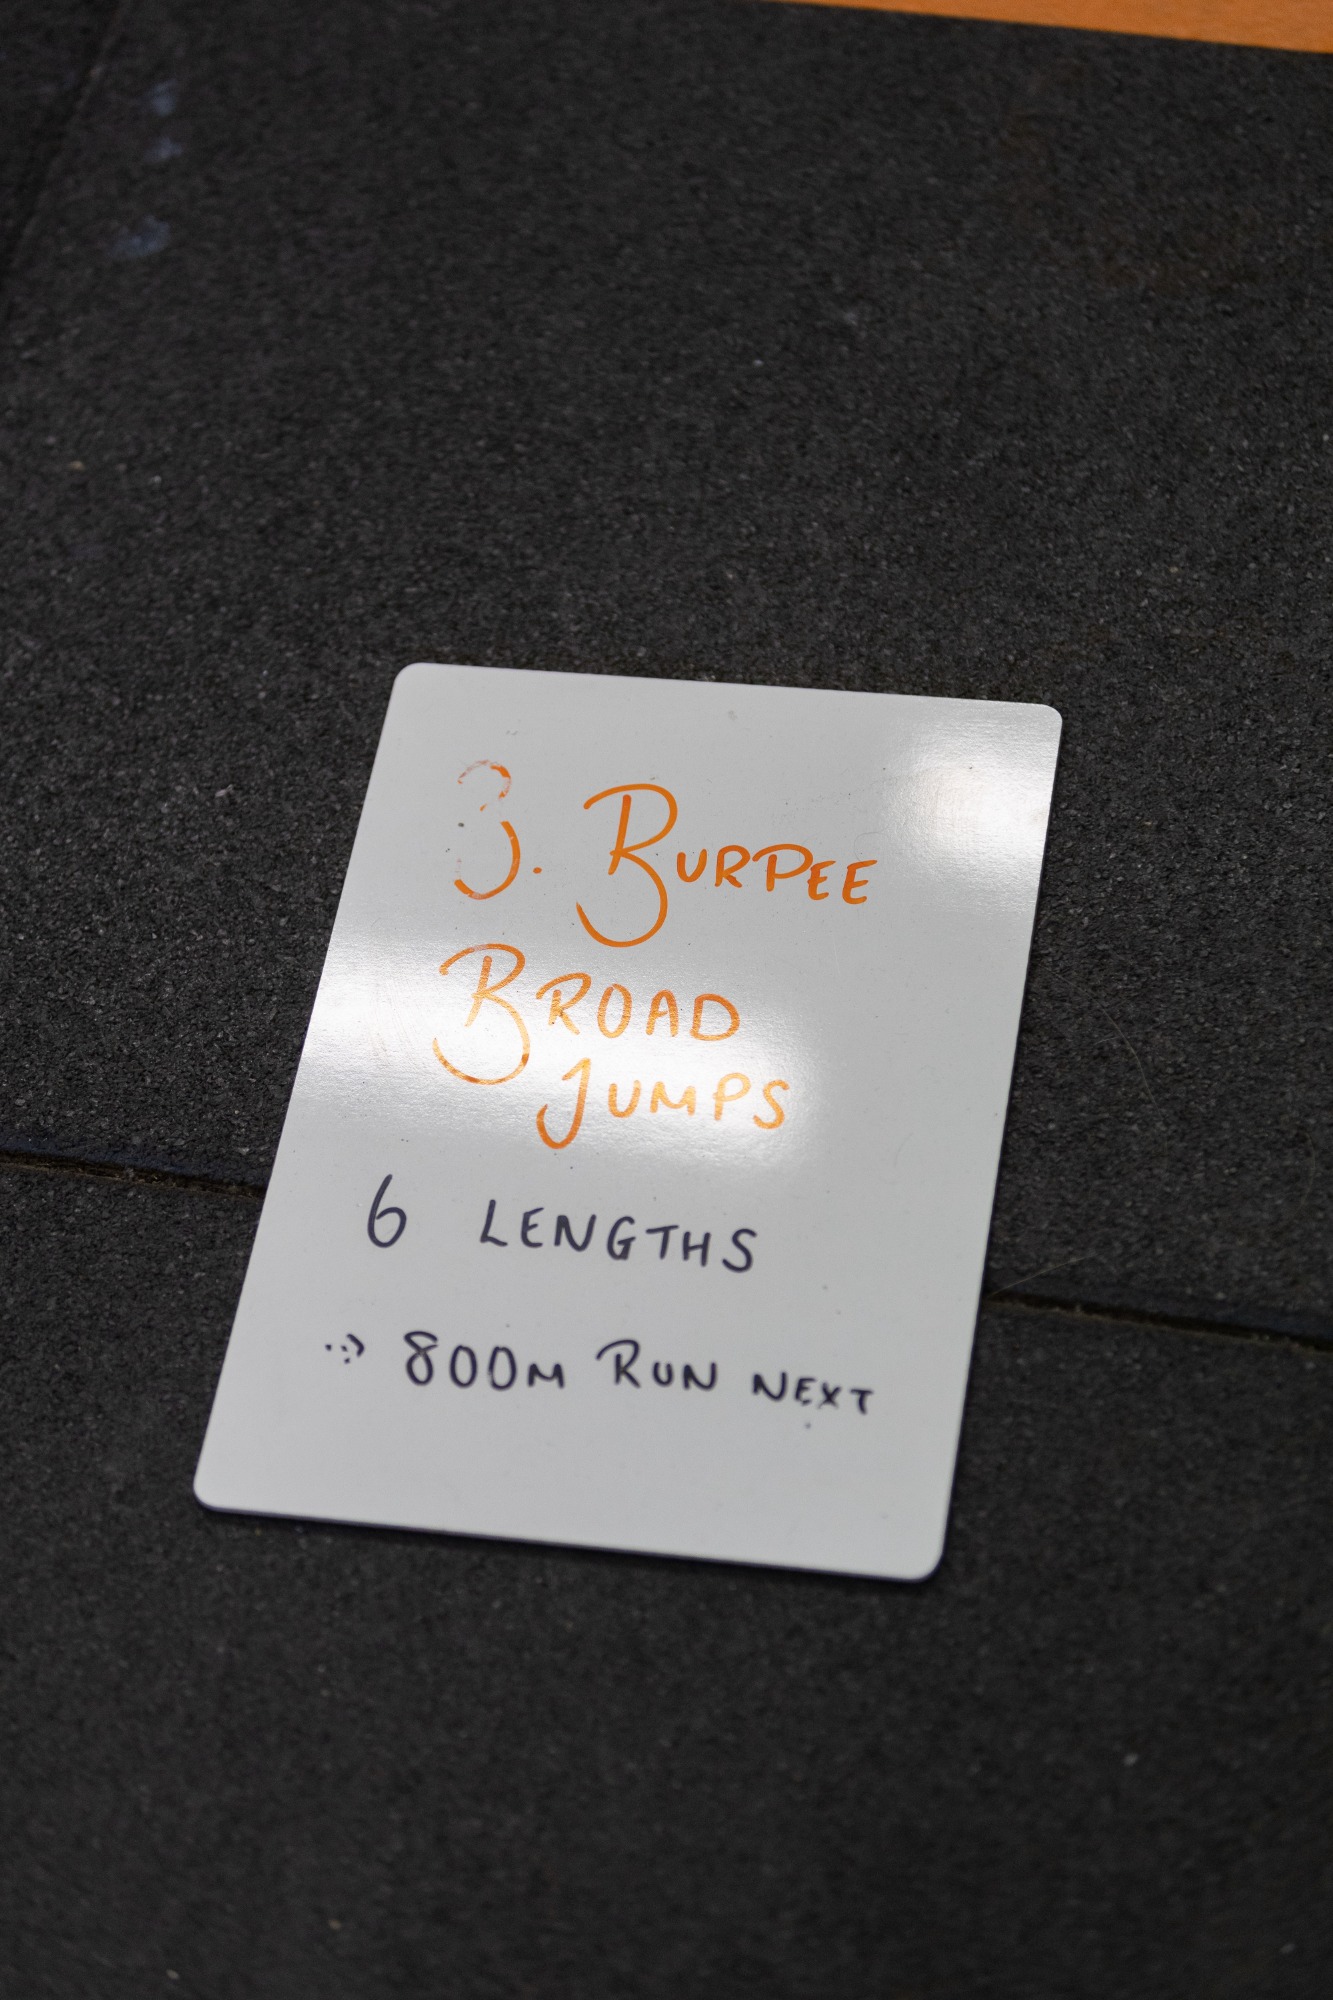 3. BURPEE
BROAD
JUMPS
6 LENGTHS
→ 800M RUN NEXT